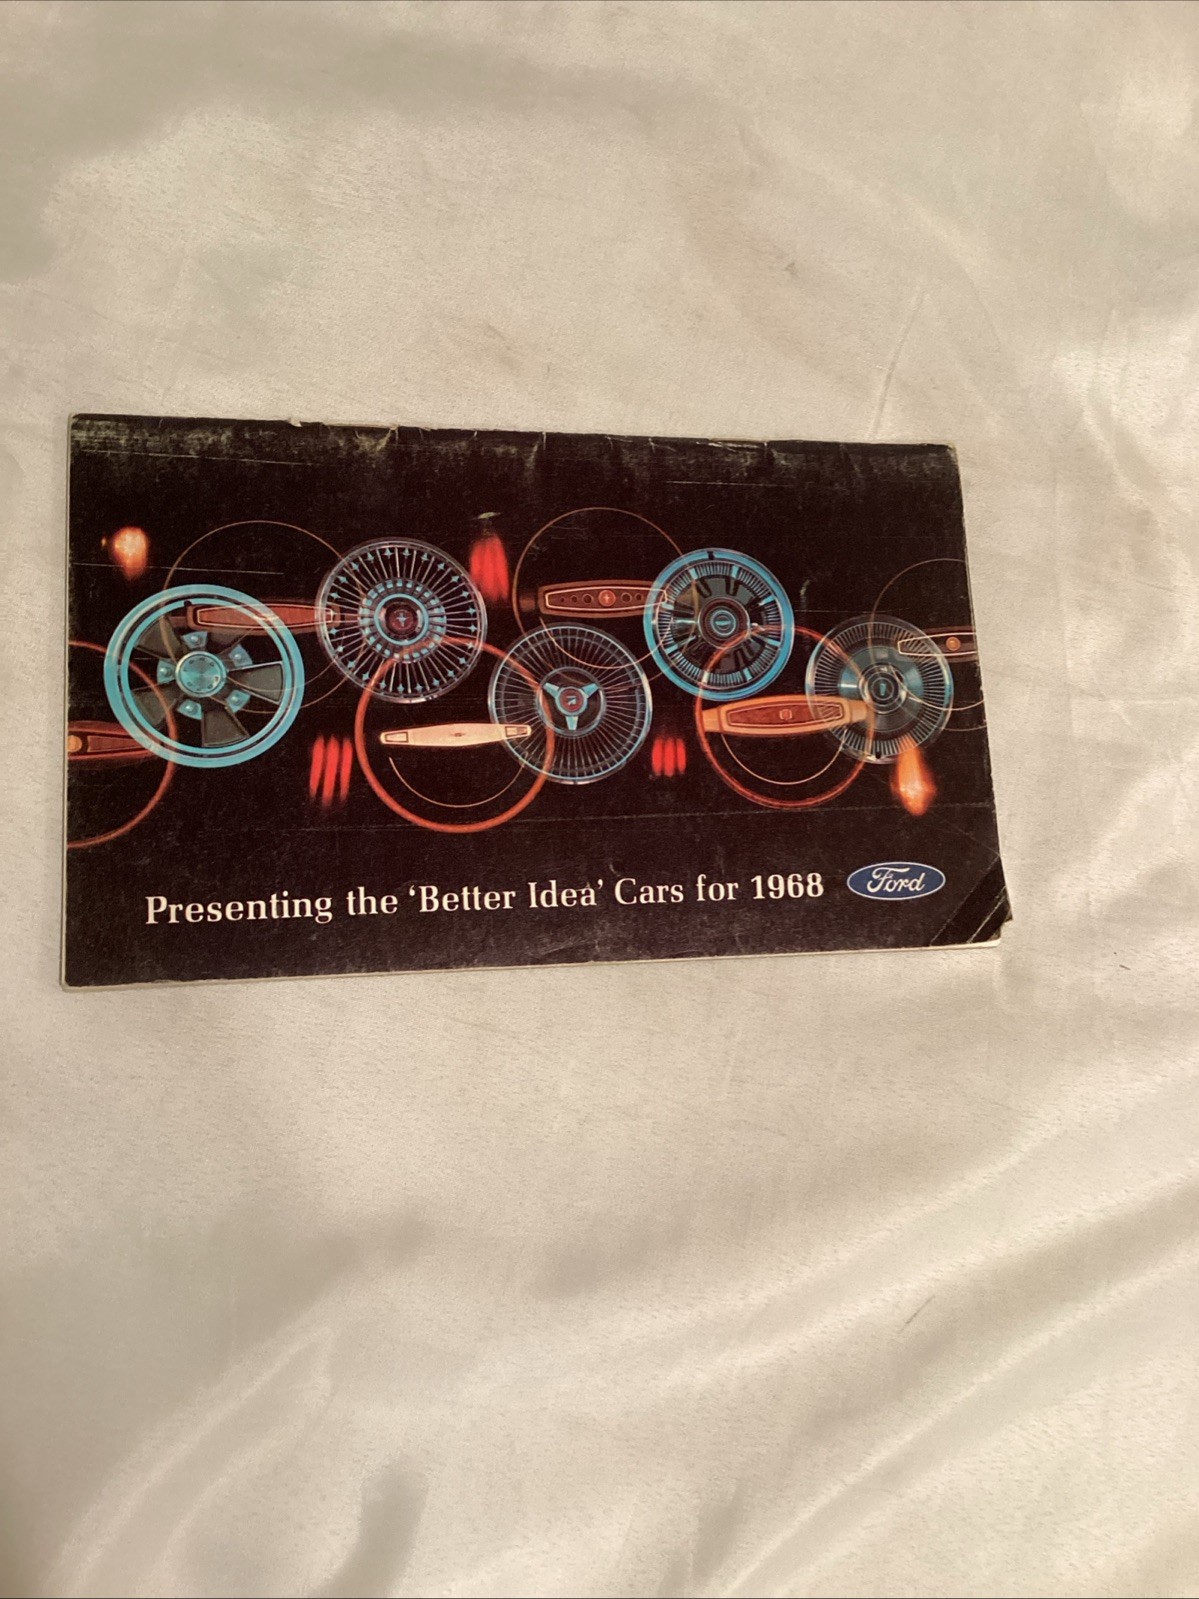 Presenting the ‘Better Idea’ Cars for 1968
Ford